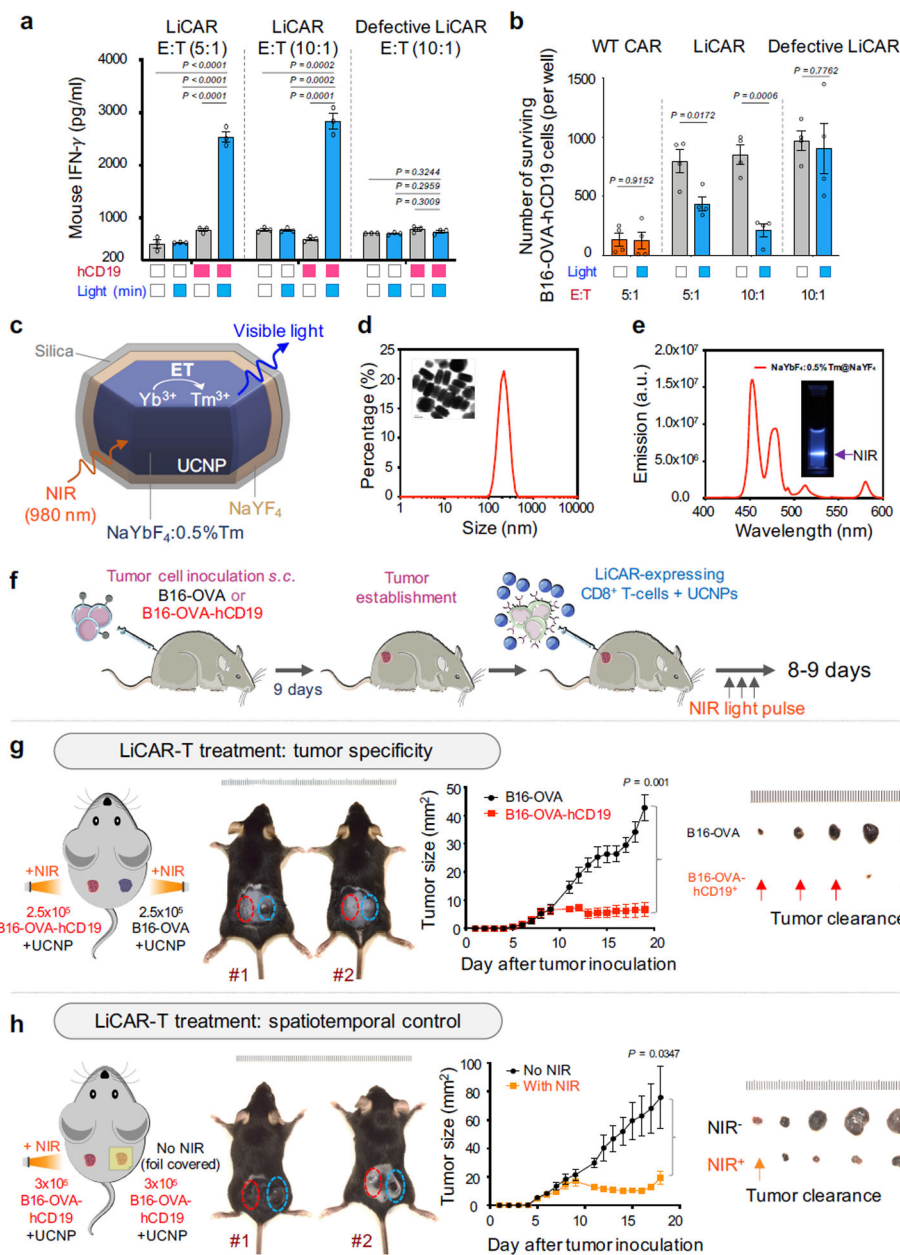 a
LiCAR
E:T (5:1)
LiCAR
E:T (10:1)
Defective LiCAR
E:T (10:1)
Mouse IFN-γ (pg/ml)
4000
3000
2000
1000
200
P <0.0001
P <0.0001
P <0.0001
P = 0.0002
P = 0.0002
P = 0.0001
P = 0.3244
P = 0.2959
P = 0.3009
hCD19
Light (min)
b
WT CAR
LiCAR
Defective LiCAR
Number of surviving
B16-OVA-hCD19 cells (per well)
1500
1000
500
0
P = 0.9152
P = 0.0172
P = 0.0006
P = 0.7762
Light
E:T
5:1
5:1
10:1
10:1
c
Visible light
Silica
ET
Yb3+
Tm3+
UCNP
NIR
(980 nm)
NaYF4
NaYbF4:0.5%Tm
d
Percentage (%)
25
20
15
10
5
0
1
10
100
1000
10000
Size (nm)
e
Emission (a.u.)
2.0x10⁷
1.5x10⁷
1.0x10⁷
5.0x10⁶
0.0
NaYbF4:0.5%Tm@NaYF4
NIR
400
450
500
550
600
Wavelength (nm)
f
Tumor cell inoculation s.c.
B16-OVA or
B16-OVA-hCD19
Tumor
establishment
LiCAR-expressing
CD8+ T-cells + UCNPs
9 days
8-9 days
NIR light pulse
g
LiCAR-T treatment: tumor specificity
+NIR
+NIR
2.5x10⁵
B16-OVA-hCD19
+UCNP
2.5x10⁵
B16-OVA
+UCNP
#1
#2
Tumor size (mm²)
50
40
30
20
10
0
B16-OVA
B16-OVA-hCD19
P = 0.001
0
5
10
15
20
Day after tumor inoculation
B16-OVA
B16-OVA-
hCD19+
Tumor clearance
h
LiCAR-T treatment: spatiotemporal control
+ NIR
No NIR
(foil covered)
3x10⁵
B16-OVA-
hCD19
+UCNP
3x10⁵
B16-OVA-
hCD19
+UCNP
#1
#2
Tumor size (mm²)
100
80
60
40
20
0
No NIR
With NIR
P = 0.0347
0
5
10
15
20
Day after tumor inoculation
NIR-
NIR+
Tumor clearance